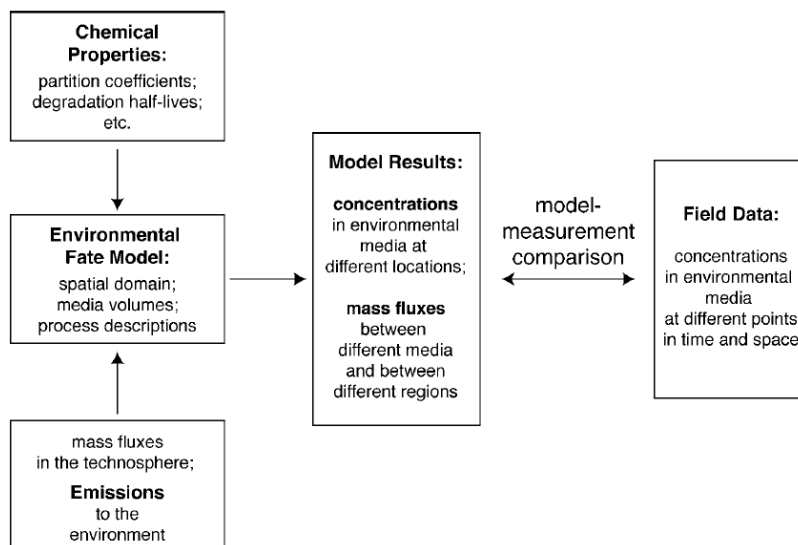 Chemical
Properties:
partition coefficients;
degradation half-lives;
etc.
Environmental
Fate Model:
spatial domain;
media volumes;
process descriptions
mass fluxes
in the technosphere;
Emissions
to the
environment
Model Results:
concentrations
in environmental
media at
different locations;
mass fluxes
between
different media
and between
different regions
model-
measurement
comparison
Field Data:
concentrations
in environmental
media
at different points
in time and space